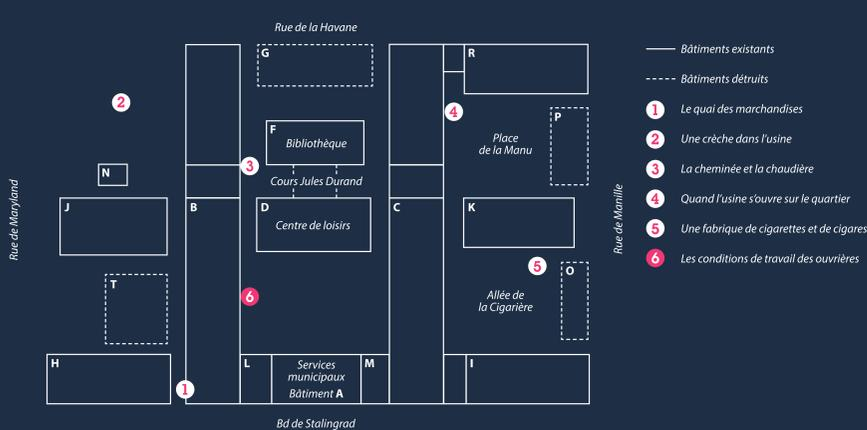 Rue de la Havane
G
R
Bâtiments existants
Bâtiments détruits
1 Le quai des marchandises
2
2 Une crèche dans l'usine
4
P
F
Bibliothèque
Place
de la Manu
3
3 La cheminée et la chaudière
N
Cours Jules Durand
4 Quand l'usine s'ouvre sur le quartier
J
B
D
C
K
Centre de loisirs
Rue de Maryland
Rue de Manille
5 Une fabrique de cigarettes et de cigares
6 Les conditions de travail des ouvrières
5
O
T
6
Allée de
la Cigarière
H
L
Services
municipaux
Bâtiment A
M
I
1
Bd de Stalingrad